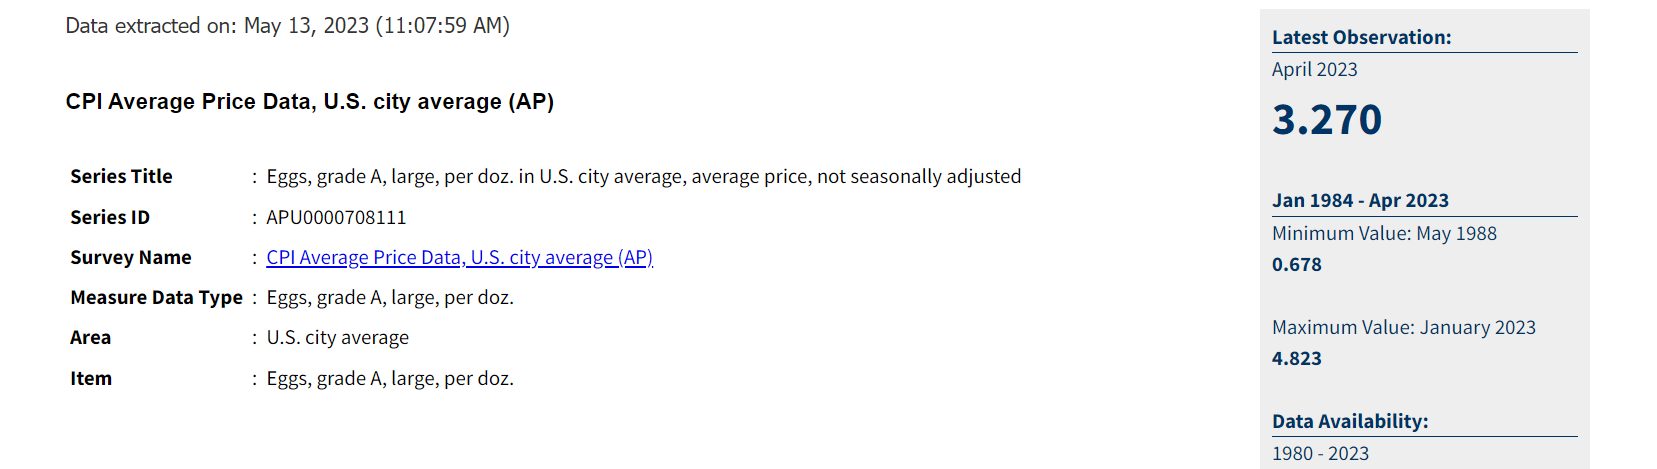 Data extracted on: May 13, 2023 (11:07:59 AM)
CPI Average Price Data, U.S. city average (AP)
Series Title : Eggs, grade A, large, per doz. in U.S. city average, average price, not seasonally adjusted
Series ID : APU0000708111
Survey Name : CPI Average Price Data, U.S. city average (AP)
Measure Data Type : Eggs, grade A, large, per doz.
Area : U.S. city average
Item : Eggs, grade A, large, per doz.
Latest Observation:
April 2023
3.270
Jan 1984 - Apr 2023
Minimum Value: May 1988
0.678
Maximum Value: January 2023
4.823
Data Availability:
1980 - 2023